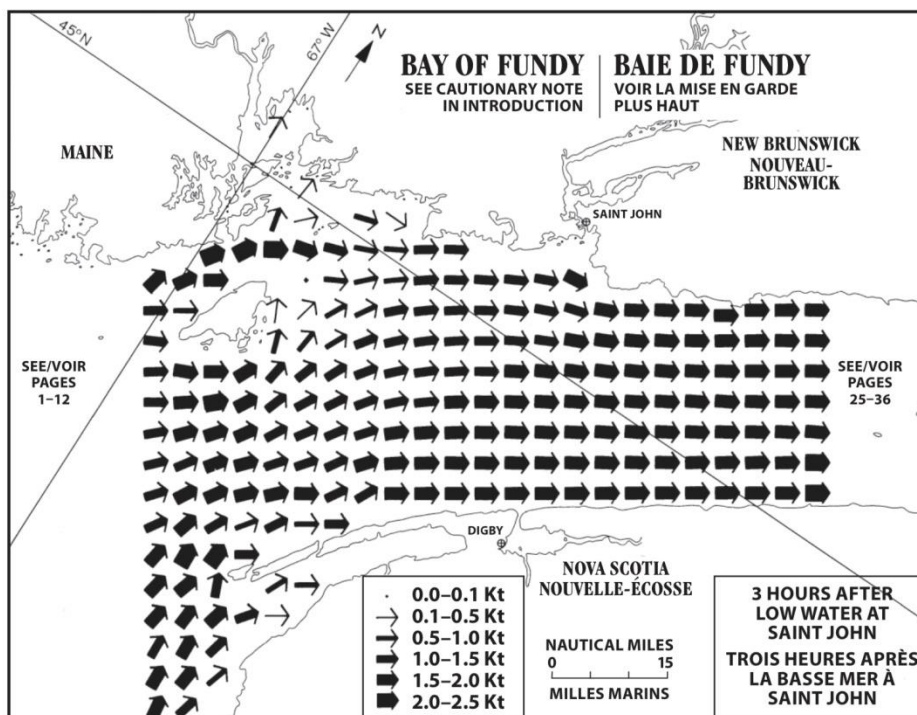 45°N
67° W
Z
BAY OF FUNDY
SEE CAUTIONARY NOTE
IN INTRODUCTION
BAIE DE FUNDY
VOIR LA MISE EN GARDE
PLUS HAUT
MAINE
NEW BRUNSWICK
NOUVEAU-
BRUNSWICK
SAINT JOHN
SEE/VOIR
PAGES
1–12
SEE/VOIR
PAGES
25–36
DIGBY
NOVA SCOTIA
NOUVELLE-ÉCOSSE
0.0–0.1 Kt
0.1–0.5 Kt
0.5–1.0 Kt
1.0–1.5 Kt
1.5–2.0 Kt
2.0–2.5 Kt
NAUTICAL MILES
0 15
MILLES MARINS
3 HOURS AFTER
LOW WATER AT
SAINT JOHN
TROIS HEURES APRÈS
LA BASSE MER À
SAINT JOHN